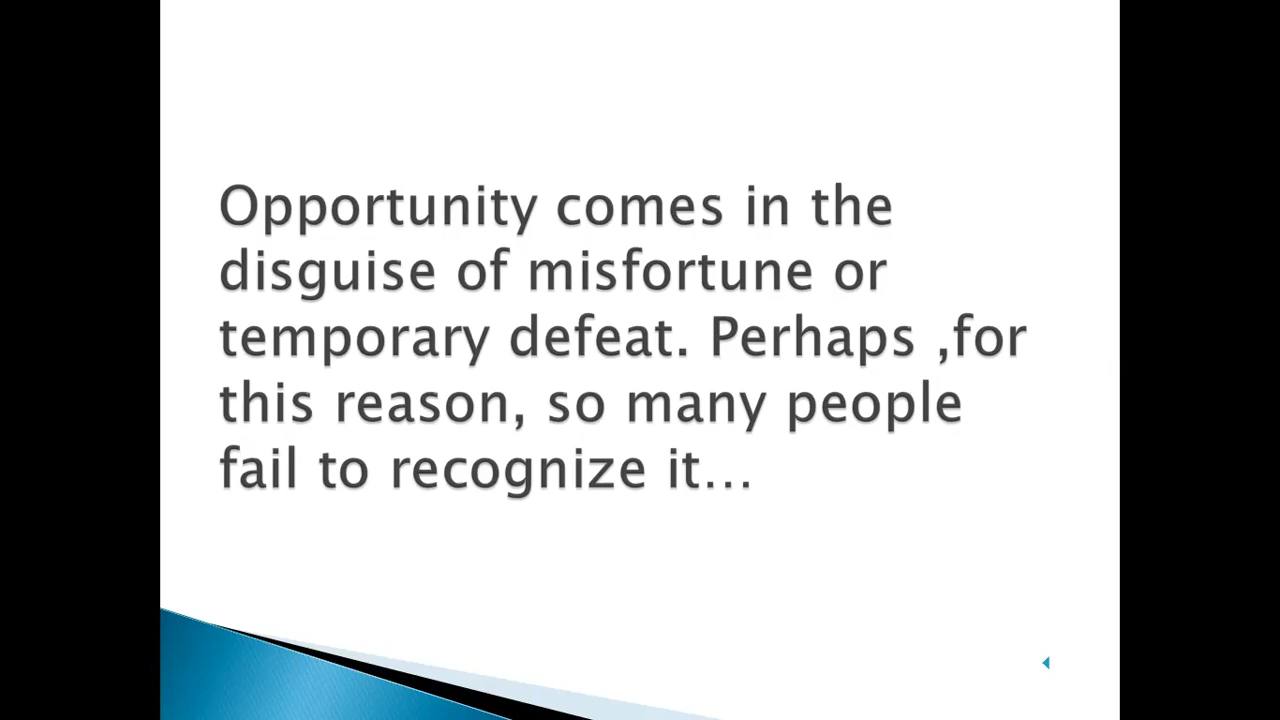 Opportunity comes in the
disguise of misfortune or
temporary defeat. Perhaps ,for
this reason, so many people
fail to recognize it…